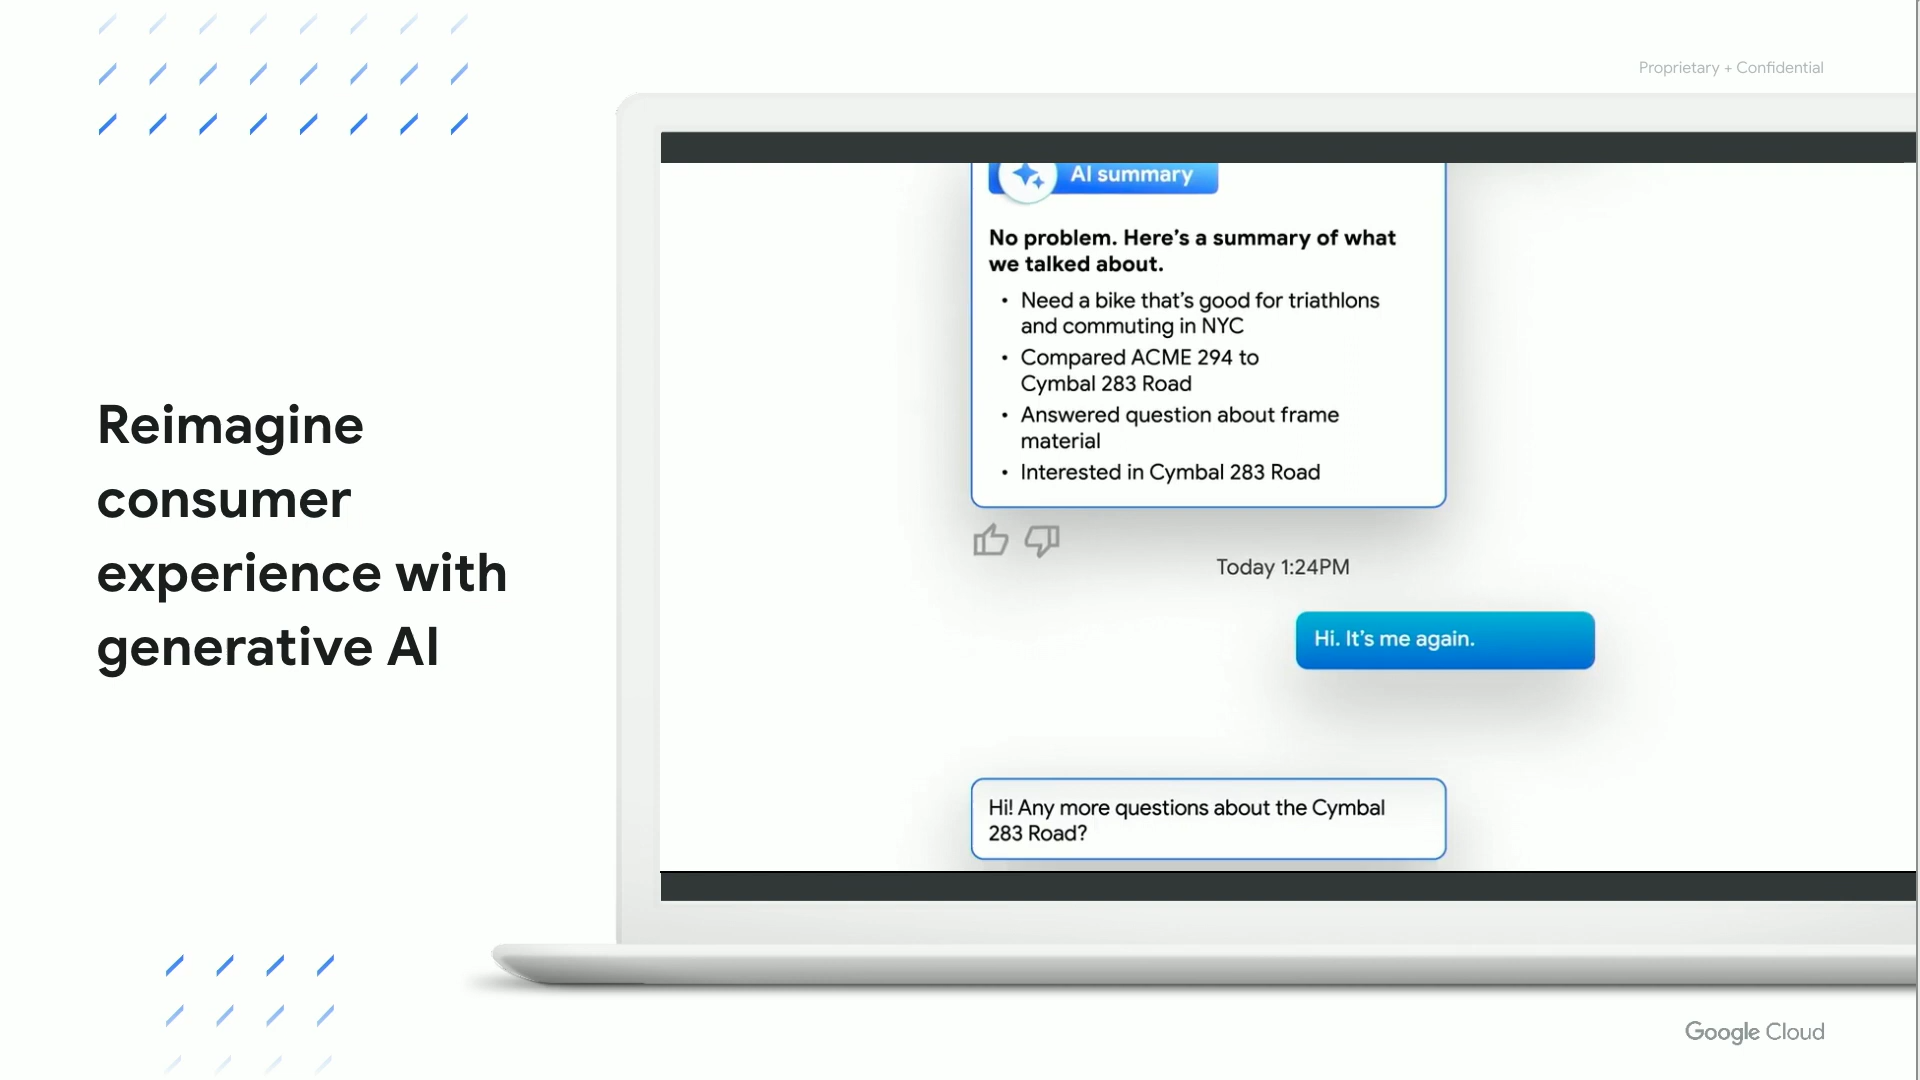 Proprietary + Confidential
Reimagine
consumer
experience with
generative AI
AI summary
No problem. Here’s a summary of what
we talked about.
• Need a bike that’s good for triathlons
and commuting in NYC
• Compared ACME 294 to
Cymbal 283 Road
• Answered question about frame
material
• Interested in Cymbal 283 Road
Today 1:24PM
Hi. It’s me again.
Hi! Any more questions about the Cymbal
283 Road?
Google Cloud